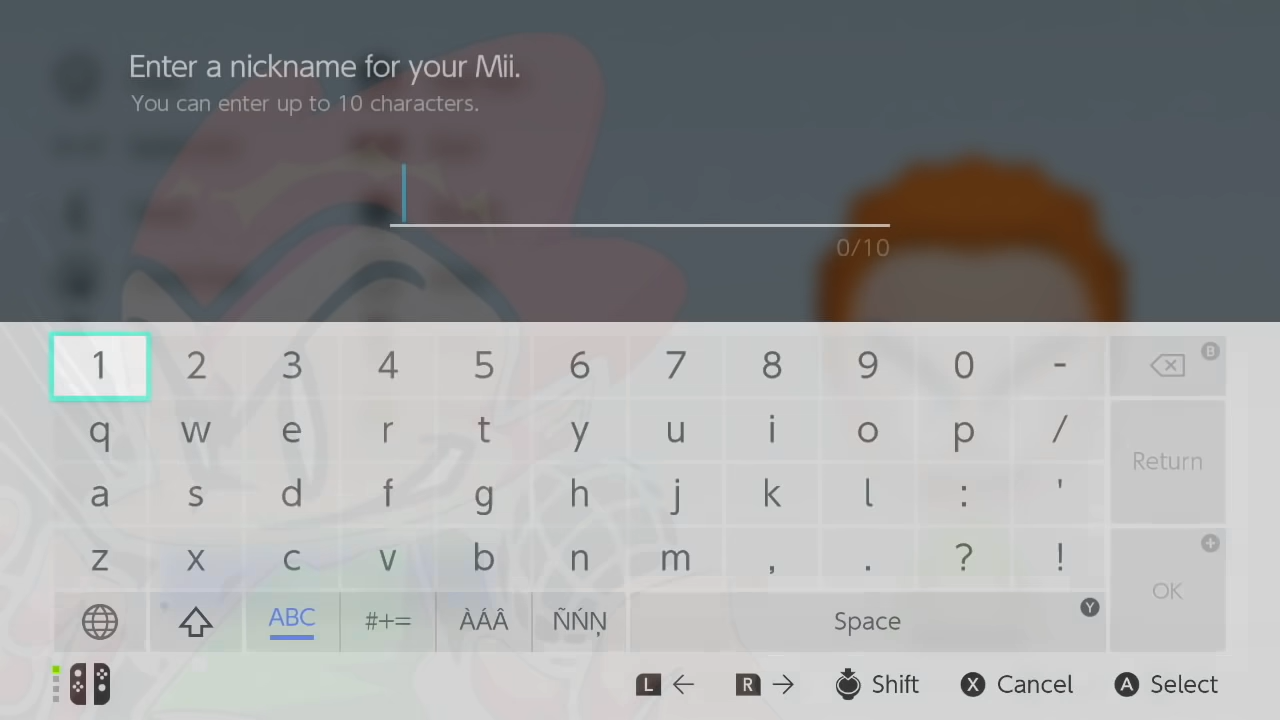 Enter a nickname for your Mii.
You can enter up to 10 characters.
0/10
1 2 3 4 5 6 7 8 9 0 - B
q w e r t y u i o p /
Return
a s d f g h j k l : '
z x c v b n m , . ? ! +
OK
ABC #+= ÀÁÂ ÑŃŅ Space Y
L ← R → Shift X Cancel A Select